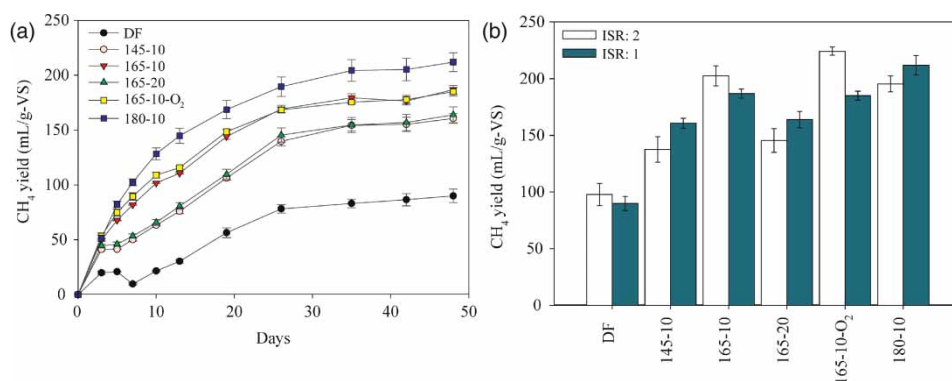 (a)
CH₄ yield (mL/g-VS)
250
200
150
100
50
0
DF
145-10
165-10
165-20
165-10-O₂
180-10
0 10 20 30 40 50
Days
(b)
CH₄ yield (mL/g-VS)
250
200
150
100
50
0
ISR: 2
ISR: 1
DF
145-10
165-10
165-20
165-10-O₂
180-10